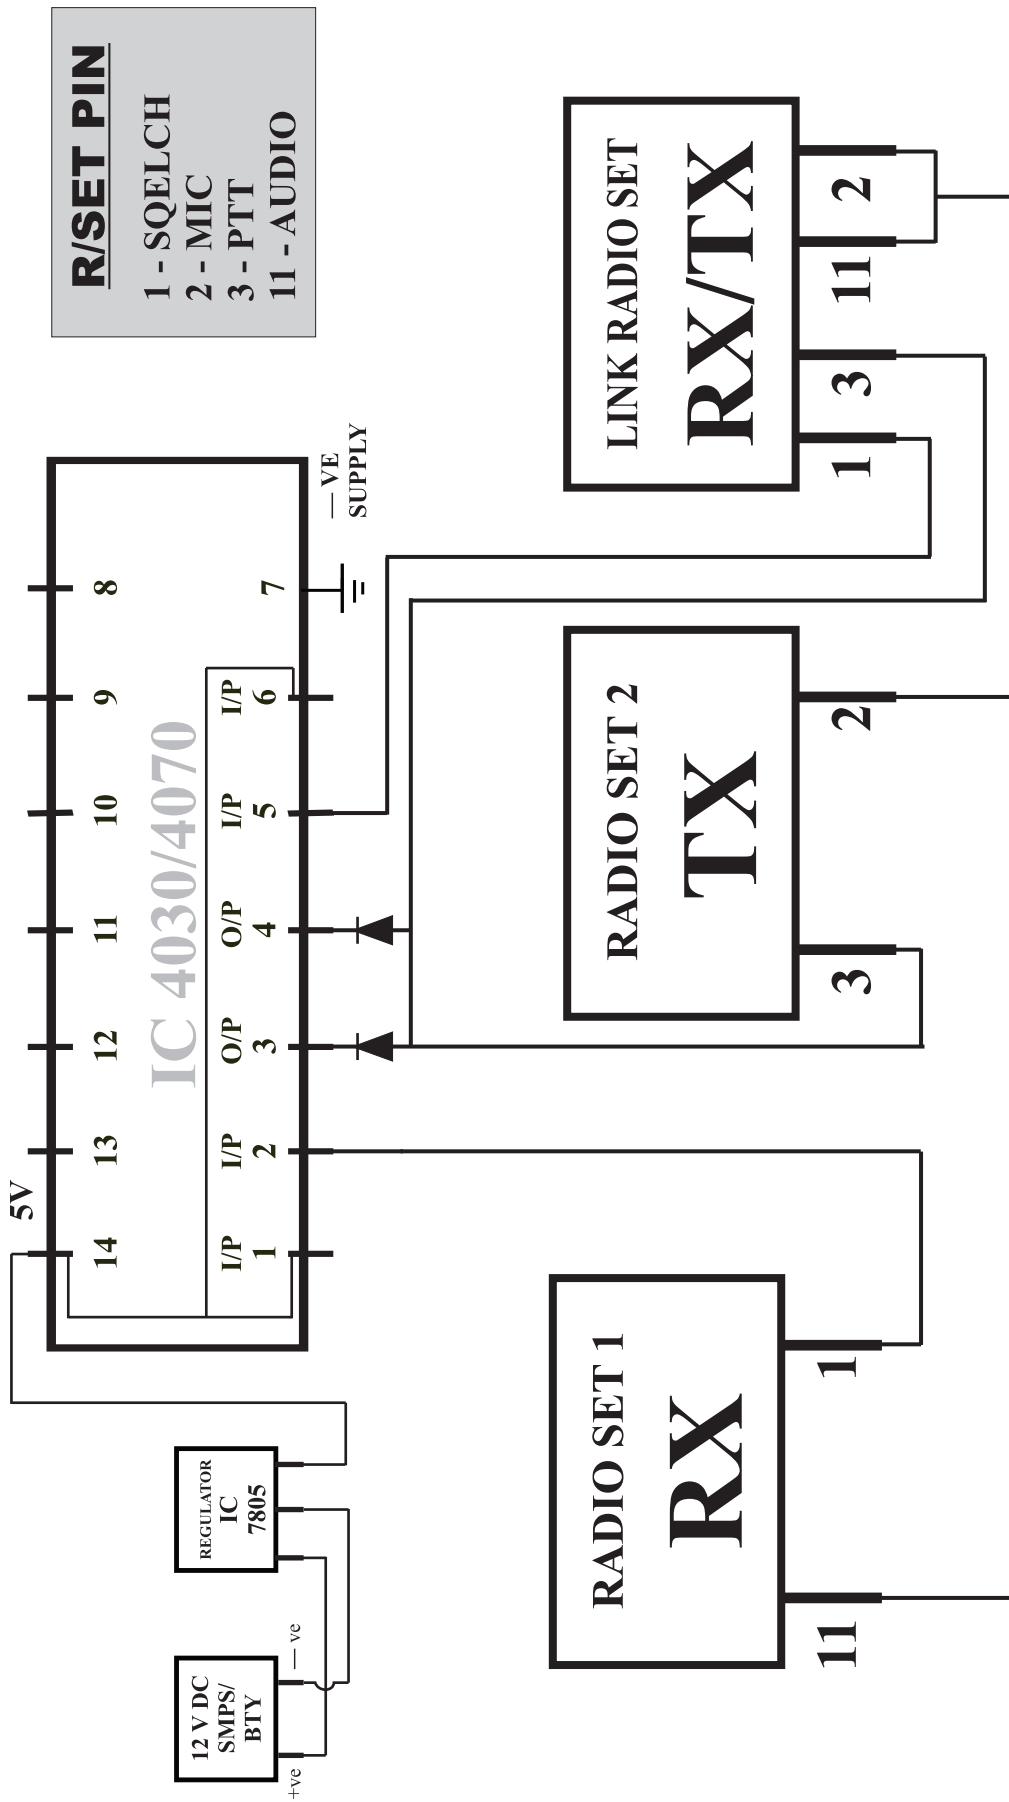 R/SET PIN
1 - SQELCH
2 - MIC
3 - PTT
11 - AUDIO
12 V DC
SMPS/
BTY
+ve
— ve
REGULATOR
IC
7805
5V
14 13 12 11 10 9 8
IC 4030/4070
I/P I/P O/P O/P I/P I/P
1 2 3 4 5 6 7
— VE
SUPPLY
RADIO SET 1
RX
11 1
RADIO SET 2
TX
3 2
LINK RADIO SET
RX/TX
1 3 11 2